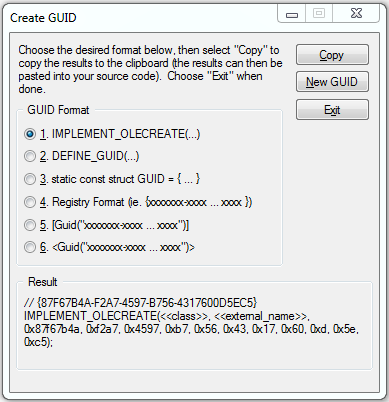 Create GUID
Choose the desired format below, then select "Copy" to
copy the results to the clipboard (the results can then be
pasted into your source code). Choose "Exit" when
done.
Copy
New GUID
Exit
GUID Format
1. IMPLEMENT_OLECREATE(...)
2. DEFINE_GUID(...)
3. static const struct GUID = { ... }
4. Registry Format (ie. {xxxxxxx-xxxx ... xxxx })
5. [Guid("xxxxxxx-xxxx ... xxxx")]
6. <Guid("xxxxxxx-xxxx ... xxxx")>
Result
// {87F67B4A-F2A7-4597-B756-4317600D5EC5}
IMPLEMENT_OLECREATE(<<class>>, <<external_name>>,
0x87f67b4a, 0xf2a7, 0x4597, 0xb7, 0x56, 0x43, 0x17, 0x60, 0xd, 0x5e,
0xc5);